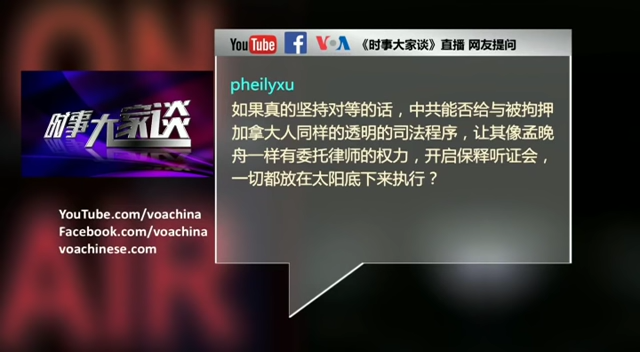 ON
AIR
YouTube f VOA 《时事大家谈》直播 网友提问
时事大家谈
pheilyxu
如果真的坚持对等的话，中共能否给与被拘押
加拿大人同样的透明的司法程序，让其像孟晚
舟一样有委托律师的权力，开启保释听证会，
一切都放在太阳底下来执行？
YouTube.com/voachina
Facebook.com/voachina
voachinese.com